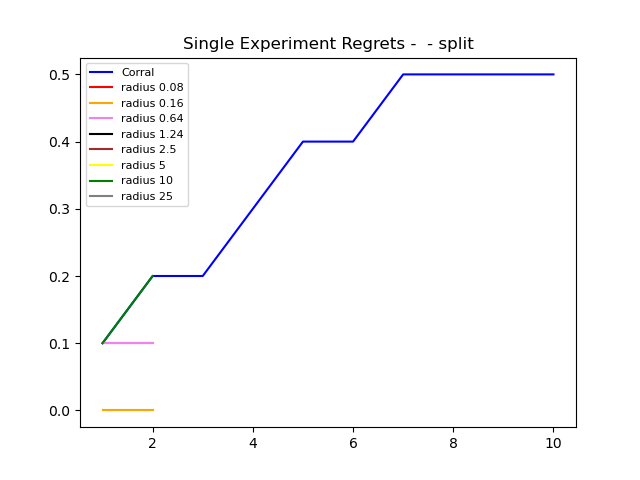 Single Experiment Regrets -  - split
0.5
0.4
0.3
0.2
0.1
0.0
Corral
radius 0.08
radius 0.16
radius 0.64
radius 1.24
radius 2.5
radius 5
radius 10
radius 25
2 4 6 8 10